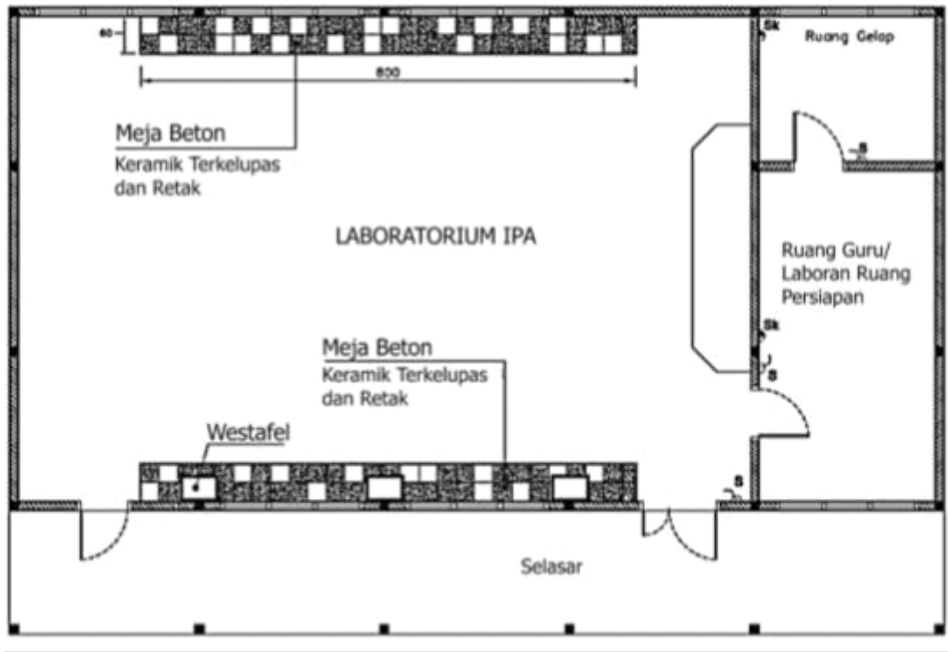 Sk
60
Ruang Gelap
800
Meja Beton
Keramik Terkelupas
dan Retak
S
LABORATORIUM IPA
Ruang Guru/
Laboran Ruang
Persiapan
Sk
Meja Beton
Keramik Terkelupas
dan Retak
S
Westafel
S
Selasar